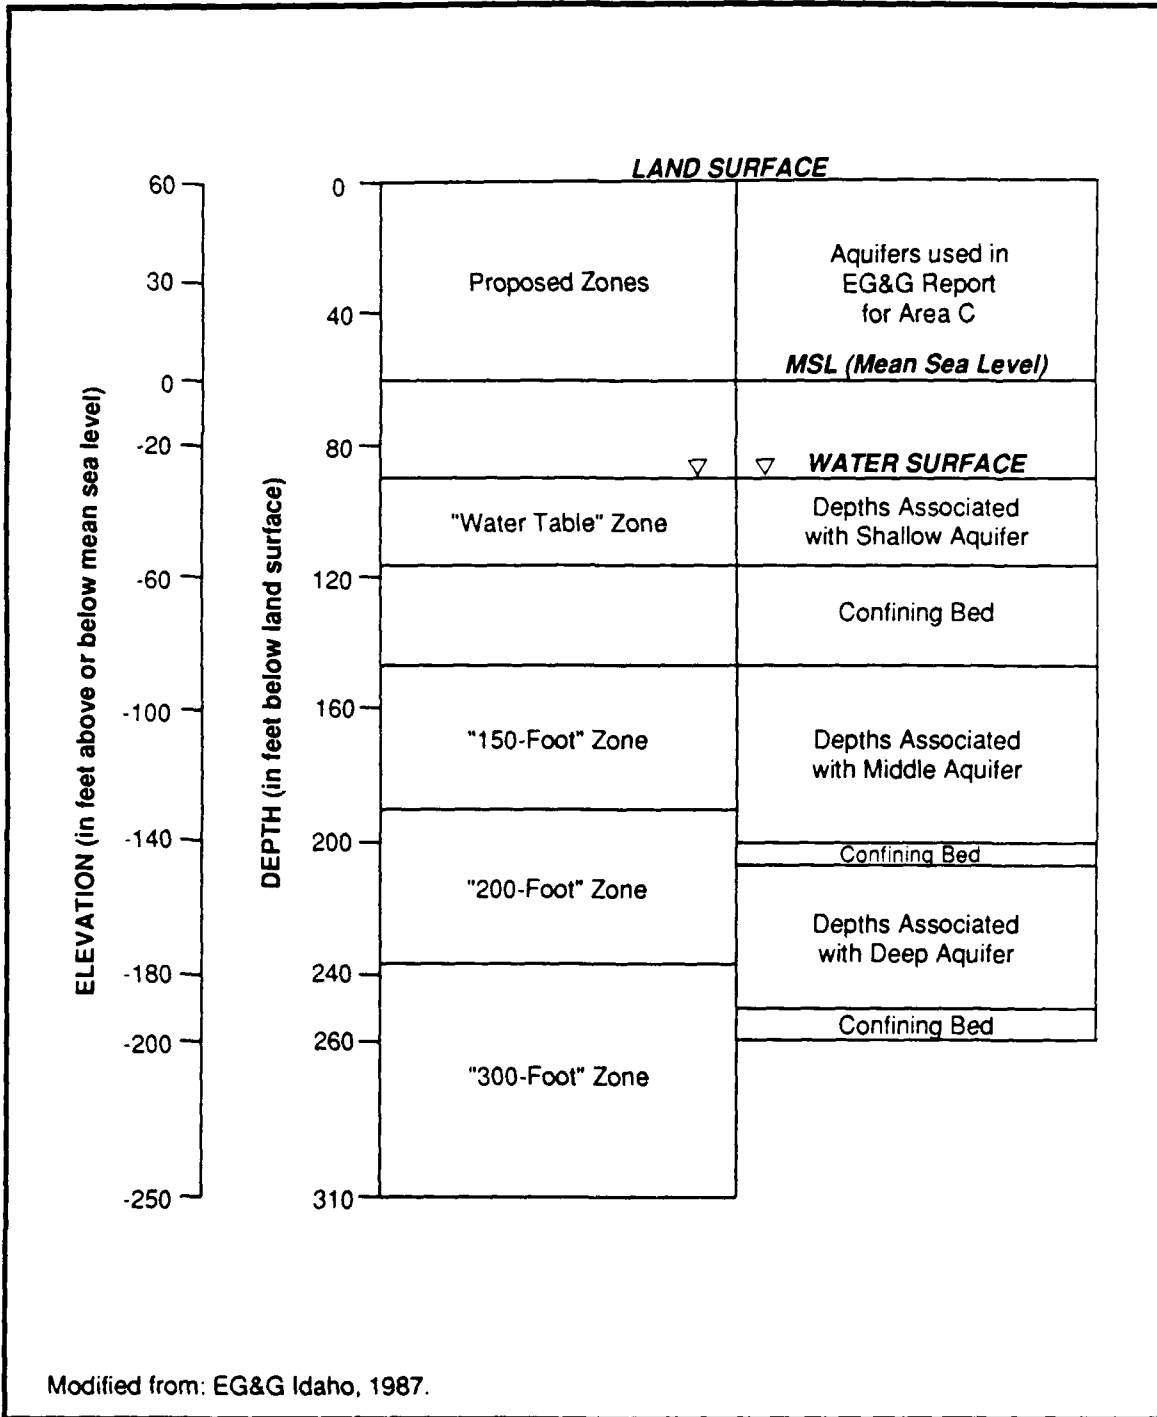 LAND SURFACE
60
30
0
-20
-60
-100
-140
-180
-200
-250
ELEVATION (in feet above or below mean sea level)
0
40
80
120
160
200
240
260
310
DEPTH (in feet below land surface)
Proposed Zones
"Water Table" Zone
"150-Foot" Zone
"200-Foot" Zone
"300-Foot" Zone
Aquifers used in
EG&G Report
for Area C
MSL (Mean Sea Level)
WATER SURFACE
Depths Associated
with Shallow Aquifer
Confining Bed
Depths Associated
with Middle Aquifer
Confining Bed
Depths Associated
with Deep Aquifer
Confining Bed
Modified from: EG&G Idaho, 1987.